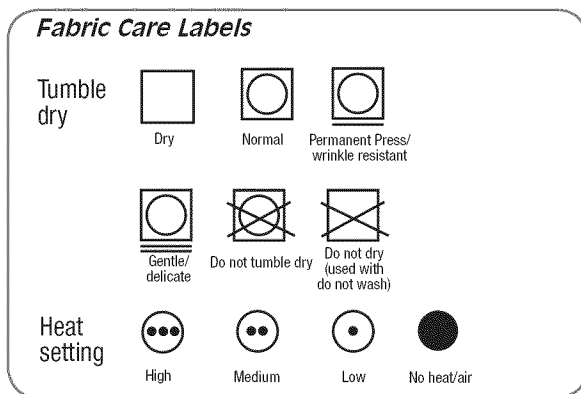 Fabric Care Labels
Tumble
dry
Dry
Normal
Permanent Press/
wrinkle resistant
Gentle/
delicate
Do not tumble dry
Do not dry
(used with
do not wash)
Heat
setting
High
Medium
Low
No heat/air